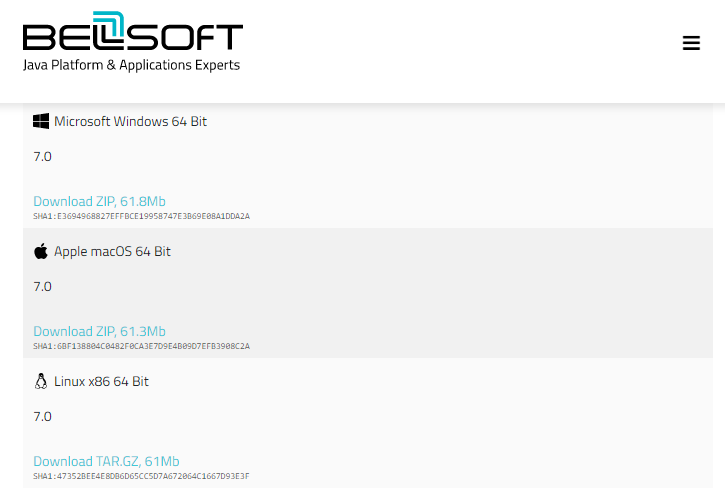 BELLSOFT
Java Platform & Applications Experts
Microsoft Windows 64 Bit
7.0
Download ZIP, 61.8Mb
SHA1:E3694968827EFFBCE19958747E3B69E08A1DDA2A
Apple macOS 64 Bit
7.0
Download ZIP, 61.3Mb
SHA1:6BF138804C0482F0CA3E7D9E4B09D7EFB3908C2A
Linux x86 64 Bit
7.0
Download TAR.GZ, 61Mb
SHA1:47352BEE4E8DB6D65CC5D7A672064C1667D93E3F